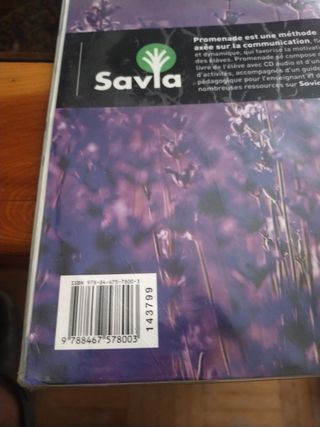 Promenade est une méthode
axée sur la communication,
et dynamique, qui favorise la motivat
des élèves. Promenade se compose
livre de l'élève avec CD audio et d'un
d'activités, accompagnés d'un guide
pédagogique pour l'enseignant et
nombreuses ressources sur
Savia
ISBN 978-84-675-7800-3
143799
9 788467 578003